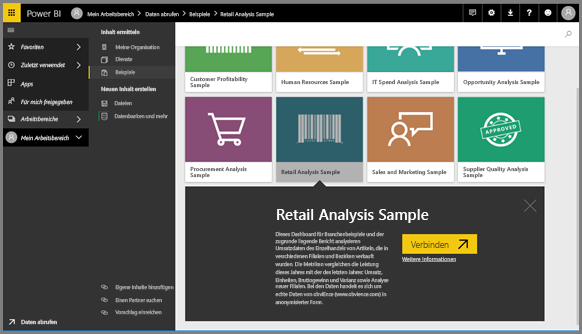 Power BI
Mein Arbeitsbereich > Daten abrufen > Beispiele > Retail Analysis Sample
Favoriten
Zuletzt verwendet
Apps
Für mich freigegeben
Arbeitsbereiche
Mein Arbeitsbereich
Daten abrufen
Inhalt ermitteln
Meine Organisation
Dienste
Beispiele
Neuen Inhalt erstellen
Dateien
Datenbanken und mehr
Eigene Inhalte hinzufügen
Einen Partner suchen
Vorschlag einreichen
Customer Profitability
Sample
Human Resources Sample
IT Spend Analysis Sample
Opportunity Analysis Sample
Procurement Analysis
Sample
Retail Analysis Sample
Sales and Marketing Sample
APPROVED
Supplier Quality Analysis
Sample
Retail Analysis Sample
Dieses Dashboard für Branchenbeispiele und der
zugrunde liegende Bericht analysieren
Umsatzdaten des Einzelhandels von Artikeln, die in
verschiedenen Filialen und Bezirken verkauft
wurden. Die Metriken vergleichen die Leistung
dieses Jahres mit der des letzten Jahres: Umsatz,
Einheiten, Bruttogewinn und Varianz sowie Analyse
neuer Filialen. Bei den Daten handelt es sich um
echte Daten von obviEnce (www.obvience.com) in
anonymisierter Form.
Verbinden
Weitere Informationen